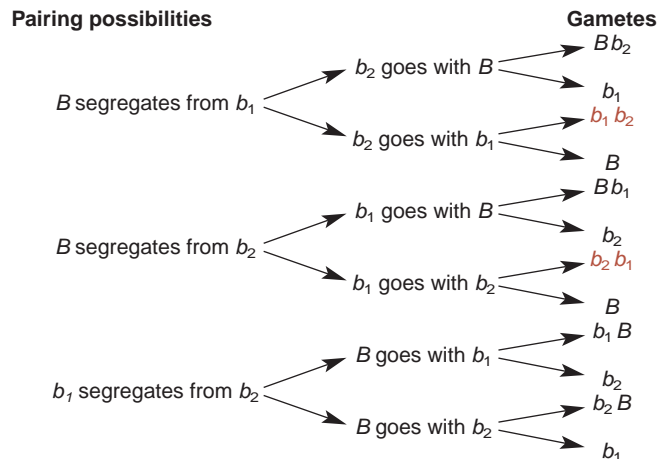 Pairing possibilities Gametes
b₂ goes with B
B b₂
B segregates from b₁
b₁
b₂ goes with b₁
b₁ b₂
B
b₁ goes with B
B b₁
B segregates from b₂
b₂
b₁ goes with b₂
b₂ b₁
B
B goes with b₁
b₁ B
b₁ segregates from b₂
b₂
B goes with b₂
b₂ B
b₁